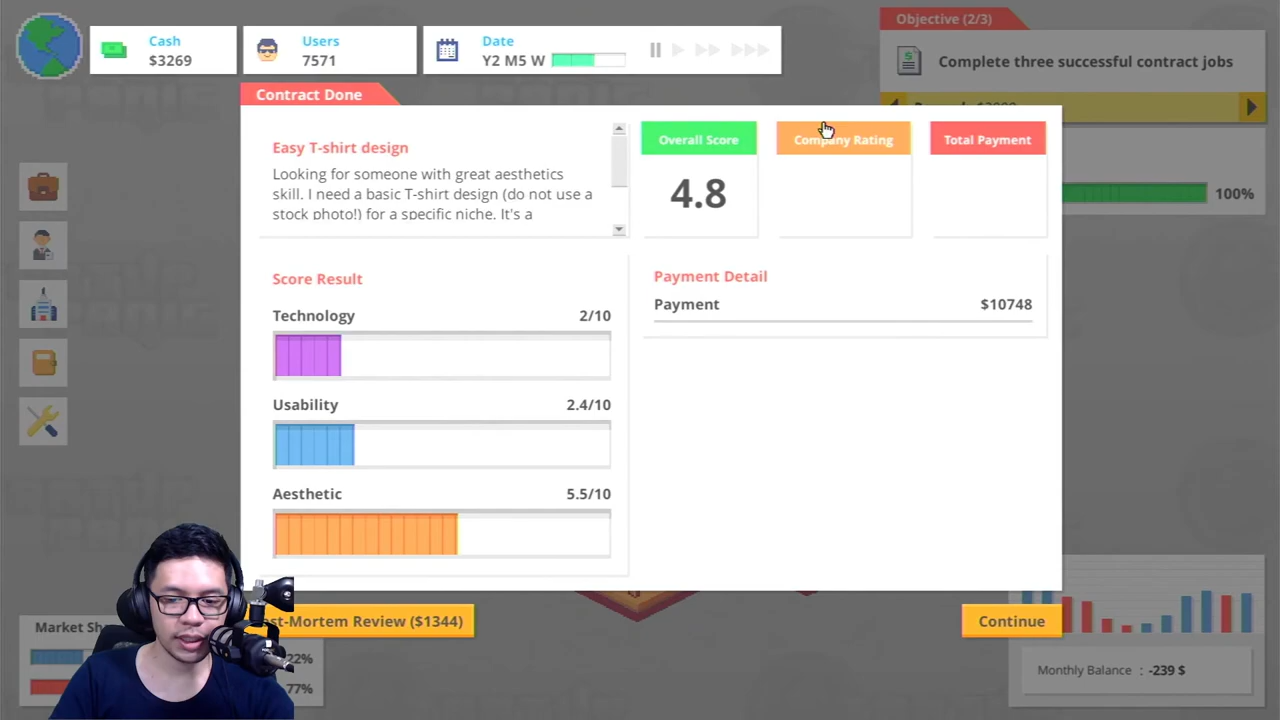 Cash
$3269
Users
7571
Date
Y2 M5 W
Objective (2/3)
Complete three successful contract jobs
Contract Done
Easy T-shirt design
Looking for someone with great aesthetics
skill. I need a basic T-shirt design (do not use a
stock photo!) for a specific niche. It's a
Overall Score
4.8
Company Rating
Total Payment
100%
Score Result
Technology 2/10
Usability 2.4/10
Aesthetic 5.5/10
Payment Detail
Payment $10748
Market Sh
22%
77%
st-Mortem Review ($1344)
Continue
Monthly Balance : -239 $